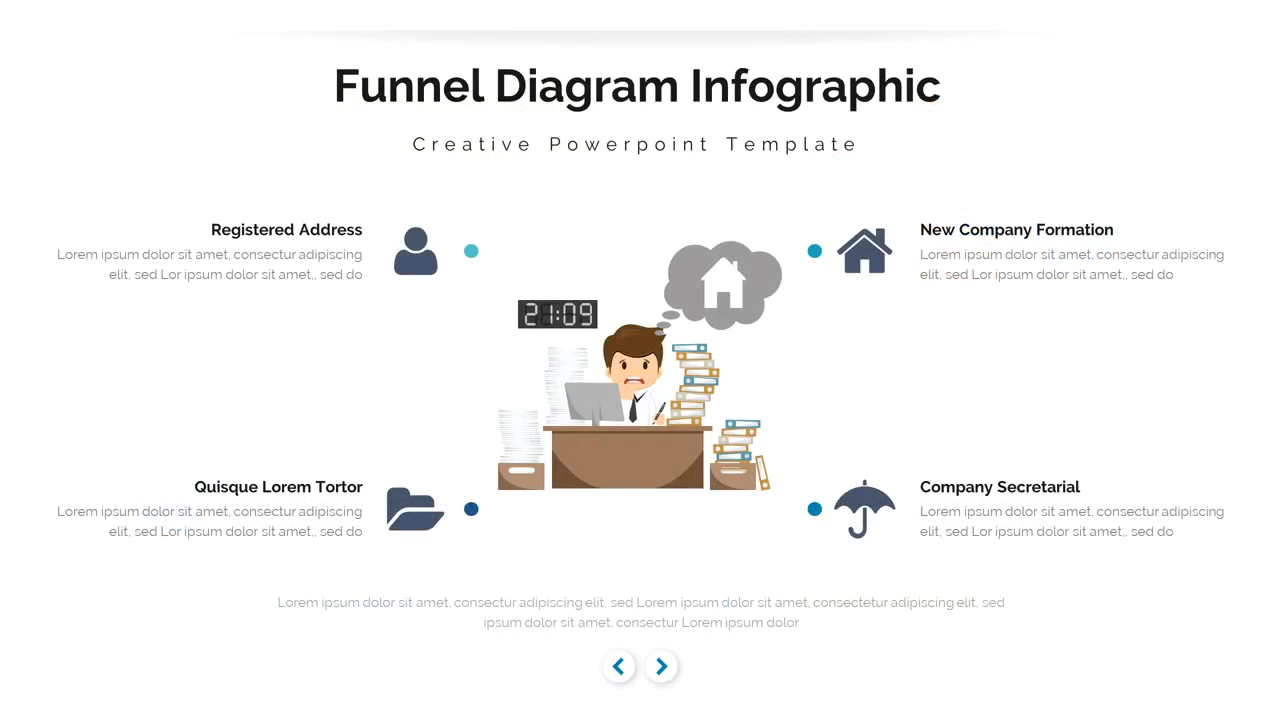 Funnel Diagram Infographic
Creative Powerpoint Template
Registered Address
Lorem ipsum dolor sit amet, consectur adipiscing
elit, sed Lor ipsum dolor sit amet,, sed do
New Company Formation
Lorem ipsum dolor sit amet, consectur adipiscing
elit, sed Lor ipsum dolor sit amet,, sed do
21:09
Quisque Lorem Tortor
Lorem ipsum dolor sit amet, consectur adipiscing
elit, sed Lor ipsum dolor sit amet,, sed do
Company Secretarial
Lorem ipsum dolor sit amet, consectur adipiscing
elit, sed Lor ipsum dolor sit amet,, sed do
Lorem ipsum dolor sit amet, consectur adipiscing elit, sed Lorem ipsum dolor sit amet, consectetur adipiscing elit, sed
ipsum dolor sit amet, consectur Lorem ipsum dolor